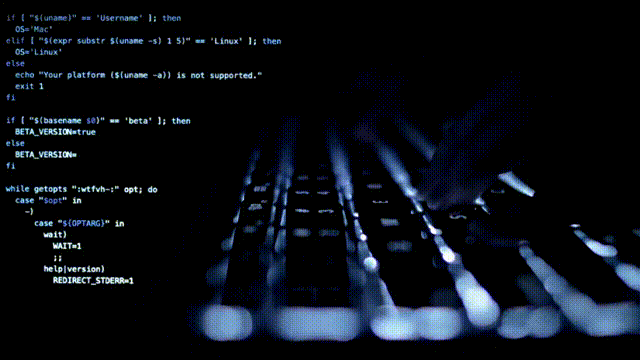 if [ "$(uname)" == 'Username' ]; then
OS='Mac'
elif [ "$(expr substr $(uname -s) 1 5)" == 'Linux' ]; then
OS='Linux'
else
echo "Your platform ($(uname -a)) is not supported."
exit 1
fi
if [ "$(basename $0)" == 'beta' ]; then
BETA_VERSION=true
else
BETA_VERSION=
fi
while getopts ":wtfvh-:" opt; do
case "$opt" in
-)
case "${OPTARG}" in
wait)
WAIT=1
;;
help|version)
REDIRECT_STDERR=1